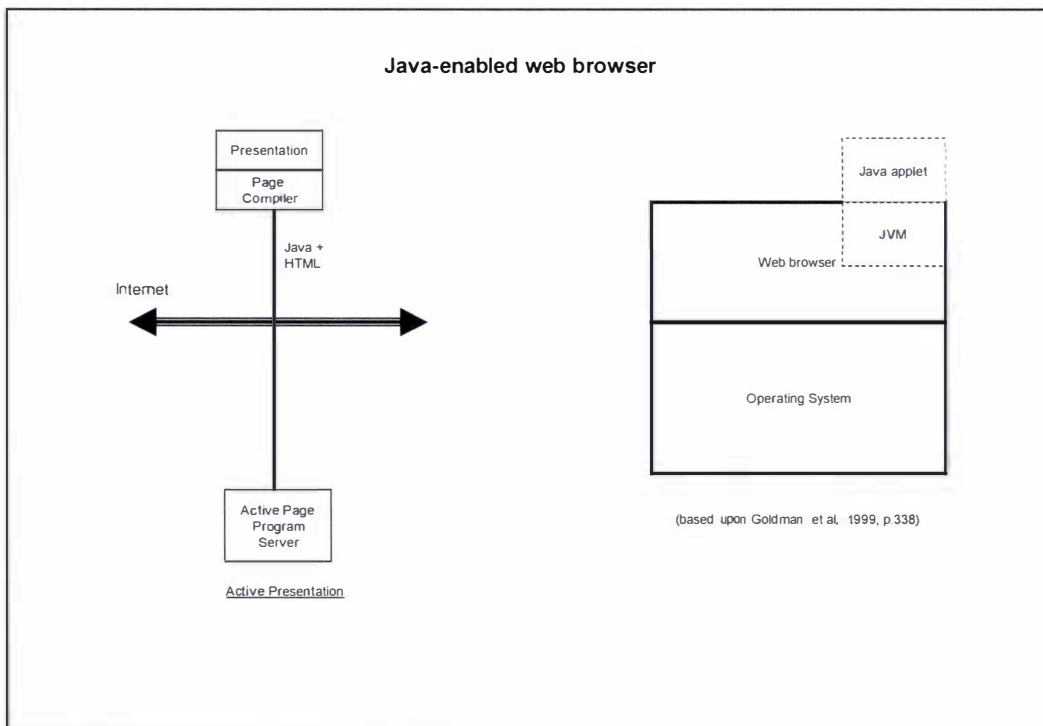 Java-enabled web browser
Presentation
Page
Compiler
Java +
HTML
Internet
Active Page
Program
Server
Active Presentation
Java applet
JVM
Web browser
Operating System
(based upon Goldman et al, 1999, p.338)